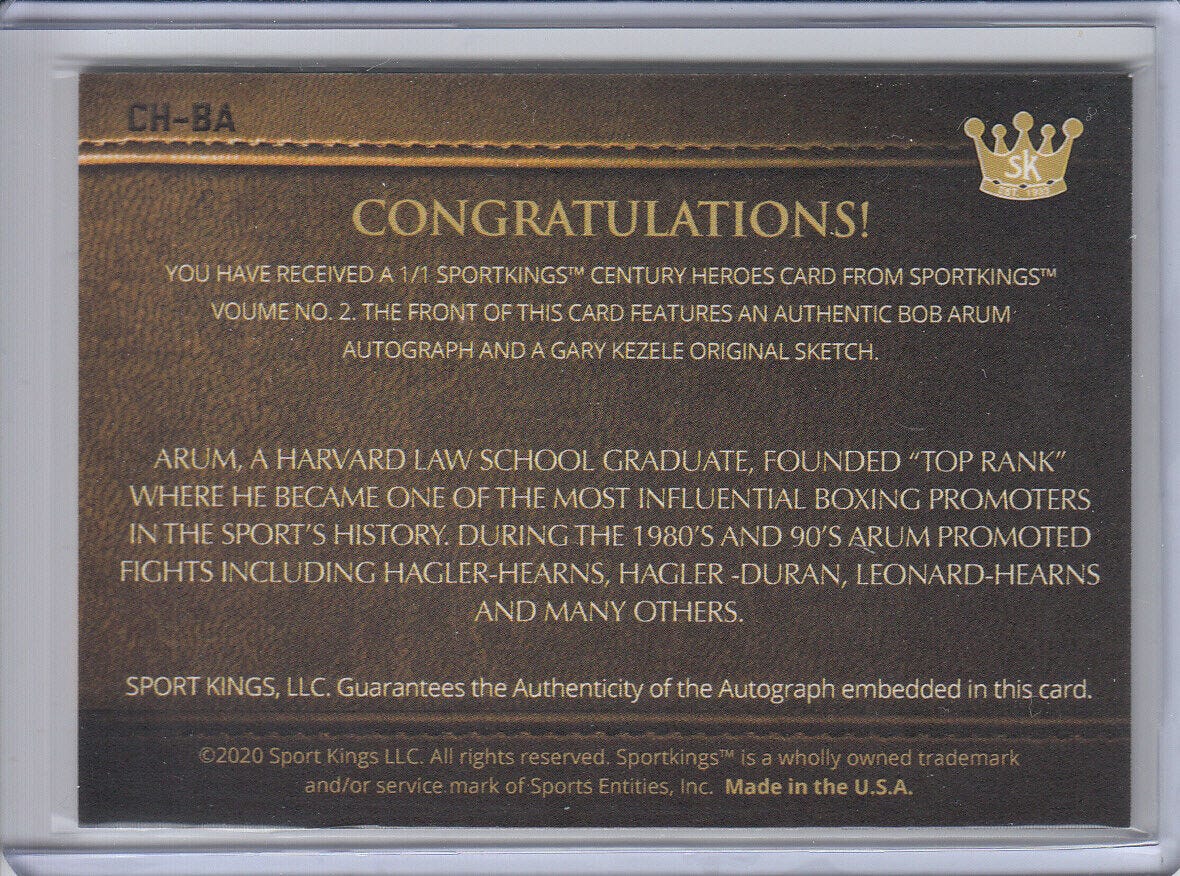 CH-BA
SK
EST. 1995
CONGRATULATIONS!
YOU HAVE RECEIVED A 1/1 SPORTKINGS™ CENTURY HEROES CARD FROM SPORTKINGS™
VOUME NO. 2. THE FRONT OF THIS CARD FEATURES AN AUTHENTIC BOB ARUM
AUTOGRAPH AND A GARY KEZELE ORIGINAL SKETCH.
ARUM, A HARVARD LAW SCHOOL GRADUATE, FOUNDED “TOP RANK”
WHERE HE BECAME ONE OF THE MOST INFLUENTIAL BOXING PROMOTERS
IN THE SPORT’S HISTORY. DURING THE 1980’S AND 90’S ARUM PROMOTED
FIGHTS INCLUDING HAGLER-HEARNS, HAGLER -DURAN, LEONARD-HEARNS
AND MANY OTHERS.
SPORT KINGS, LLC. Guarantees the Authenticity of the Autograph embedded in this card.
©2020 Sport Kings LLC. All rights reserved. Sportkings™ is a wholly owned trademark
and/or service mark of Sports Entities, Inc. Made in the U.S.A.